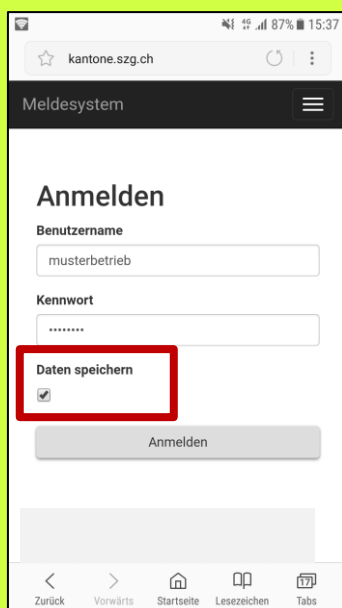 87% 15:37
kantone.szg.ch
Meldesystem
Anmelden
Benutzername
musterbetrieb
Kennwort
••••••••
Daten speichern
Anmelden
17
Zurück Vorwärts Startseite Lesezeichen Tabs